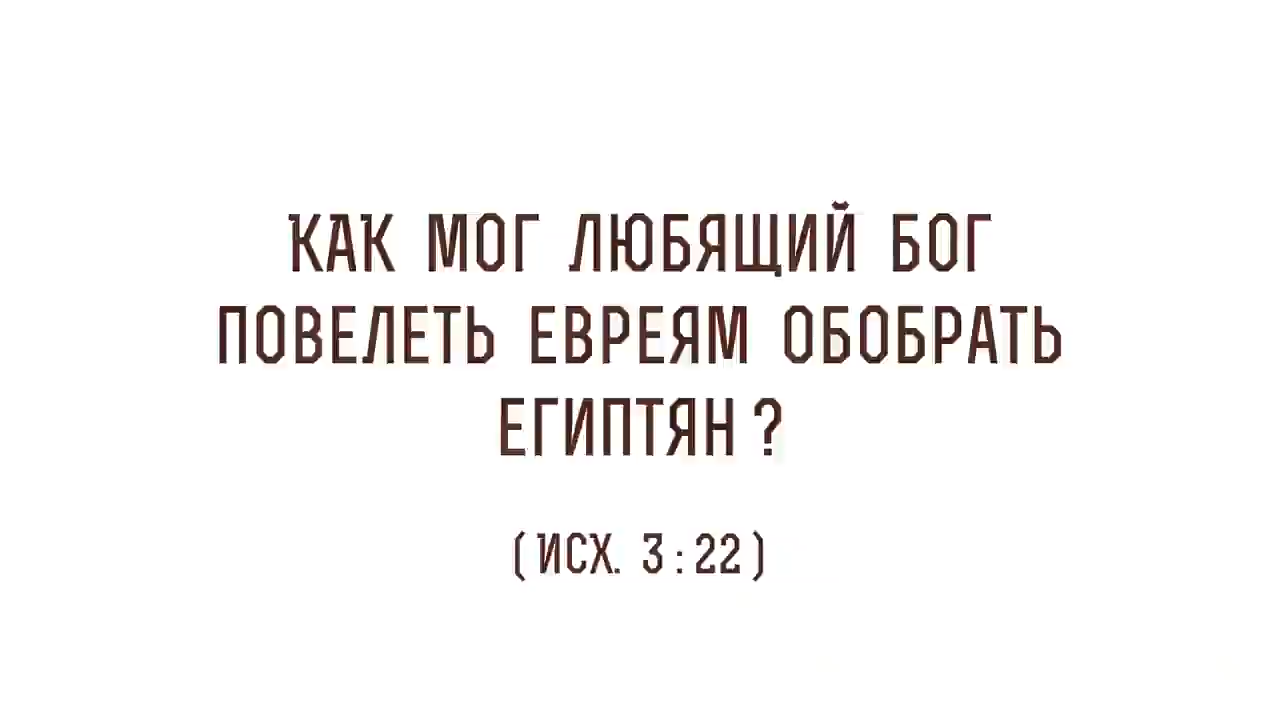 КАК МОГ ЛЮБЯЩИЙ БОГ
ПОВЕЛЕТЬ ЕВРЕЯМ ОБОБРАТЬ
ЕГИПТЯН?
(ИСХ. 3:22)